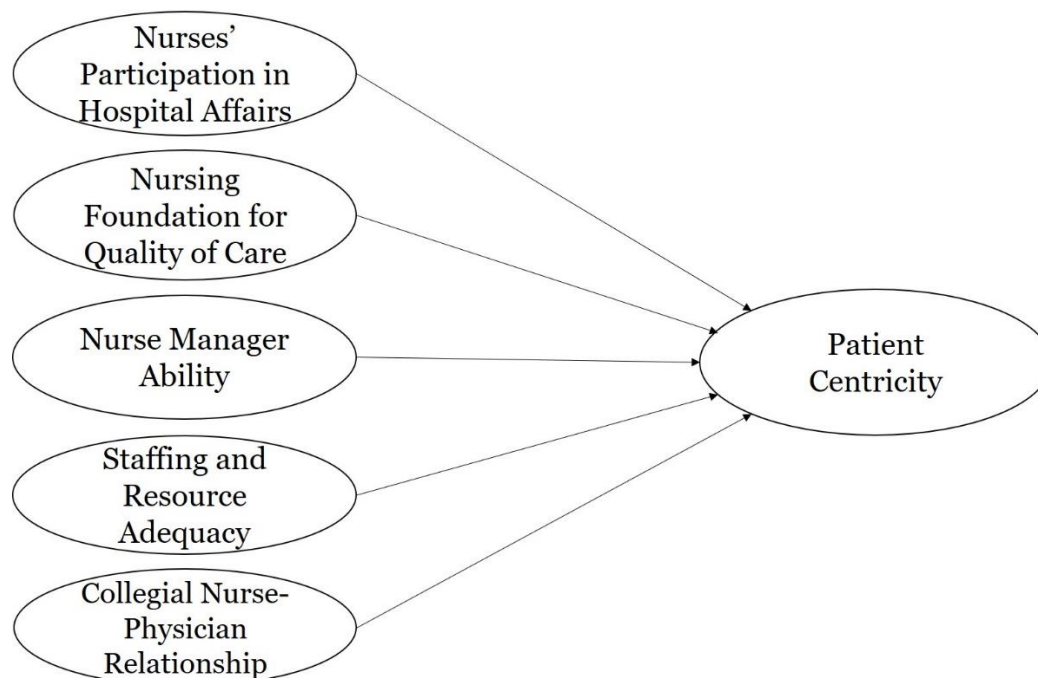 Nurses’
Participation in
Hospital Affairs
Nursing
Foundation for
Quality of Care
Nurse Manager
Ability
Staffing and
Resource
Adequacy
Collegial Nurse-
Physician
Relationship
Patient
Centricity